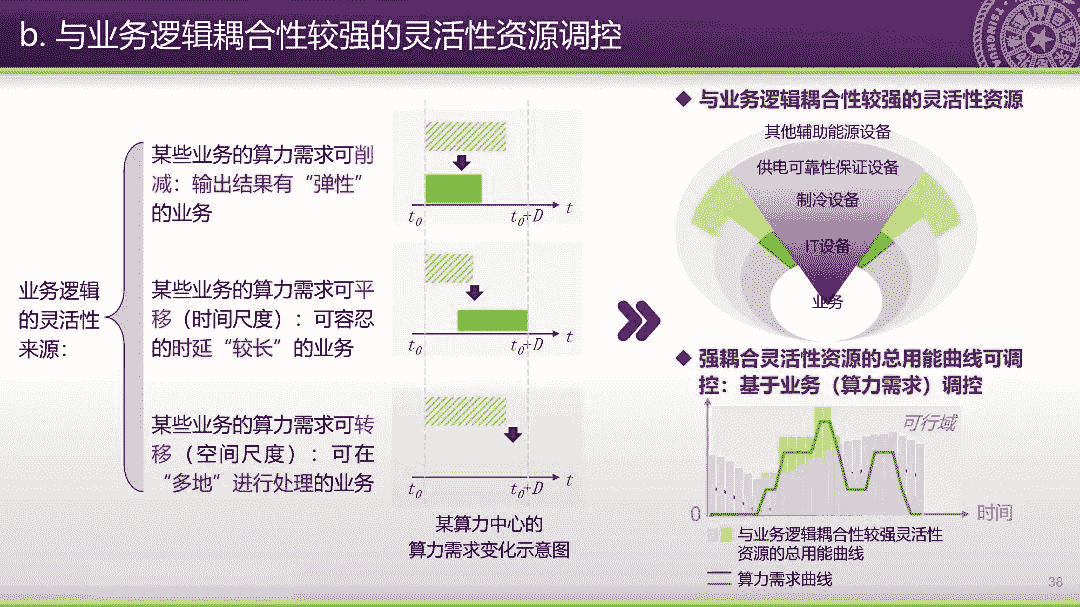 b. 与业务逻辑耦合性较强的灵活性资源调控
业务逻辑
的灵活性
来源：
某些业务的算力需求可削
减：输出结果有“弹性”
的业务
某些业务的算力需求可平
移（时间尺度）：可容忍
的时延“较长”的业务
某些业务的算力需求可转
移（空间尺度）：可在
“多地”进行处理的业务
t₀ t₀+D t
t₀ t₀+D t
t₀ t₀+D t
某算力中心的
算力需求变化示意图
◆ 与业务逻辑耦合性较强的灵活性资源
其他辅助能源设备
供电可靠性保证设备
制冷设备
IT设备
业务
◆ 强耦合灵活性资源的总用能曲线可调
控：基于业务（算力需求）调控
可行域
0
时间
与业务逻辑耦合性较强灵活性
资源的总用能曲线
算力需求曲线
38